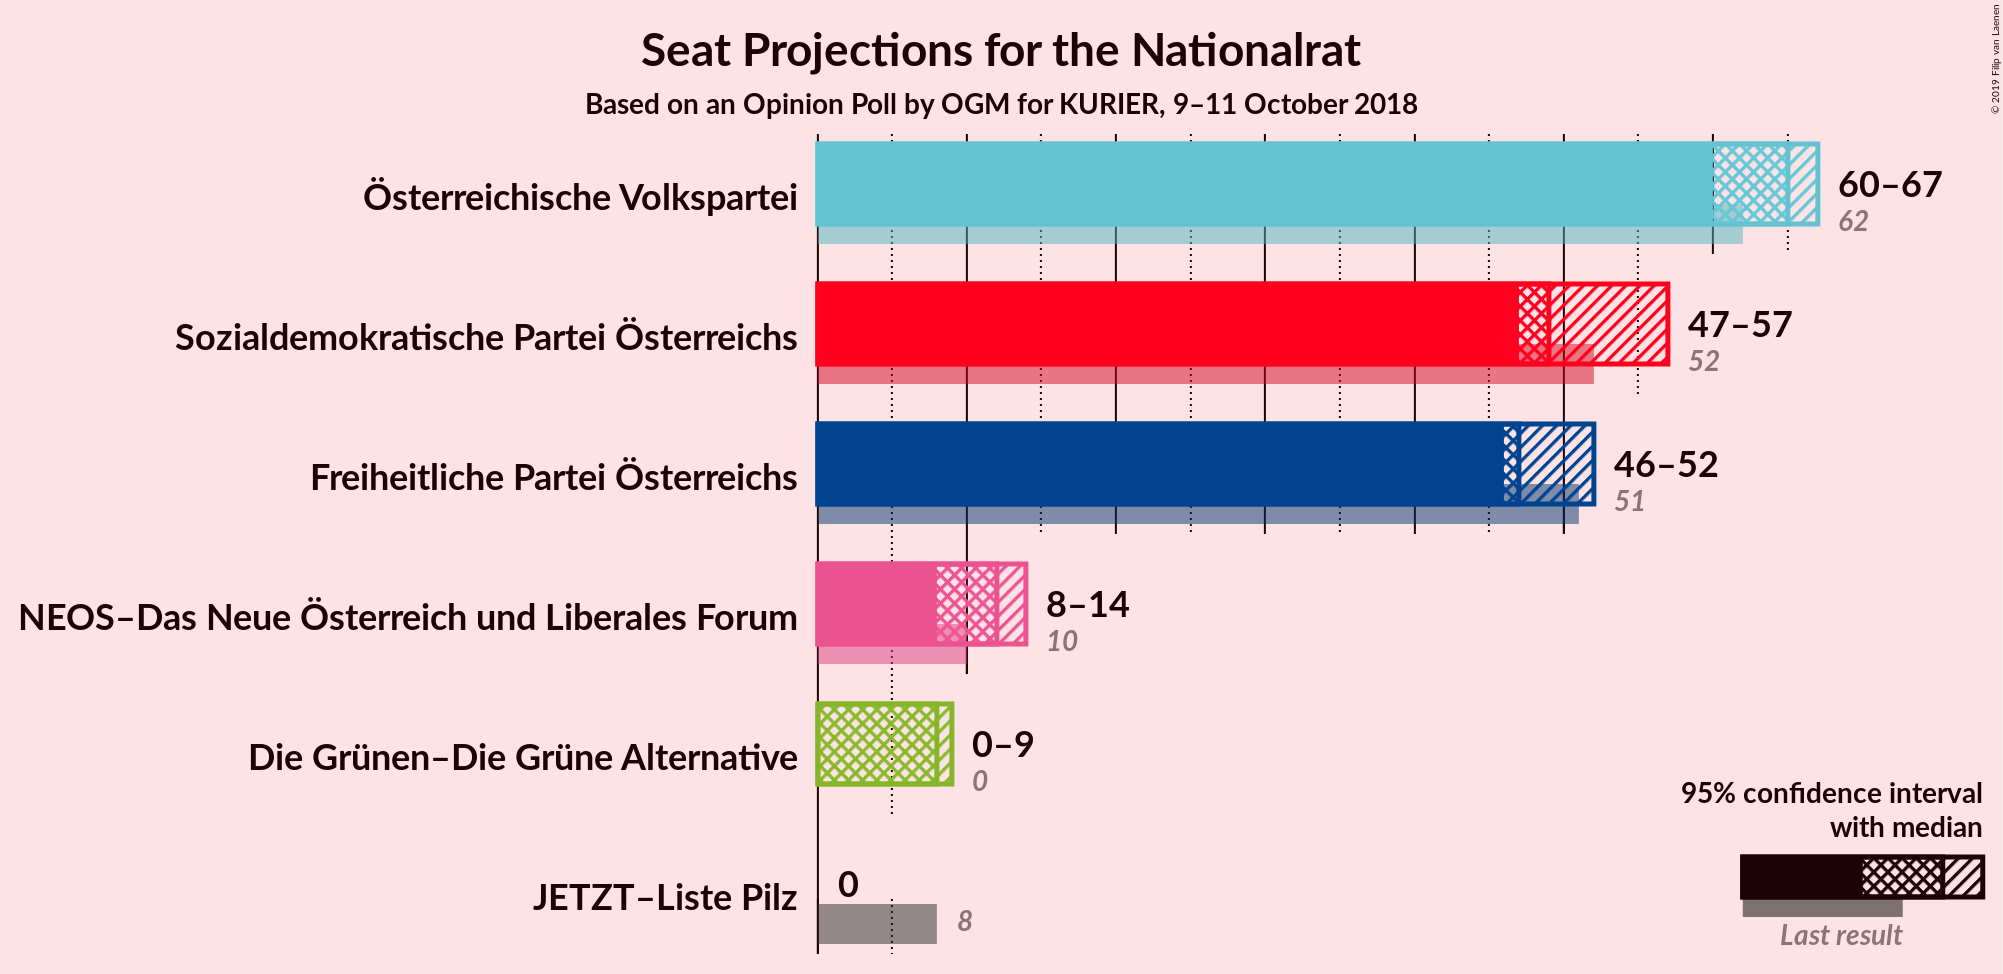 Seat Projections for the Nationalrat
Based on an Opinion Poll by OGM for KURIER, 9–11 October 2018
© 2019 Filip van Laenen
Österreichische Volkspartei
60–67
62
Sozialdemokratische Partei Österreichs
47–57
52
Freiheitliche Partei Österreichs
46–52
51
NEOS–Das Neue Österreich und Liberales Forum
8–14
10
Die Grünen–Die Grüne Alternative
0–9
0
JETZT–Liste Pilz
0
8
95% confidence interval
with median
Last result